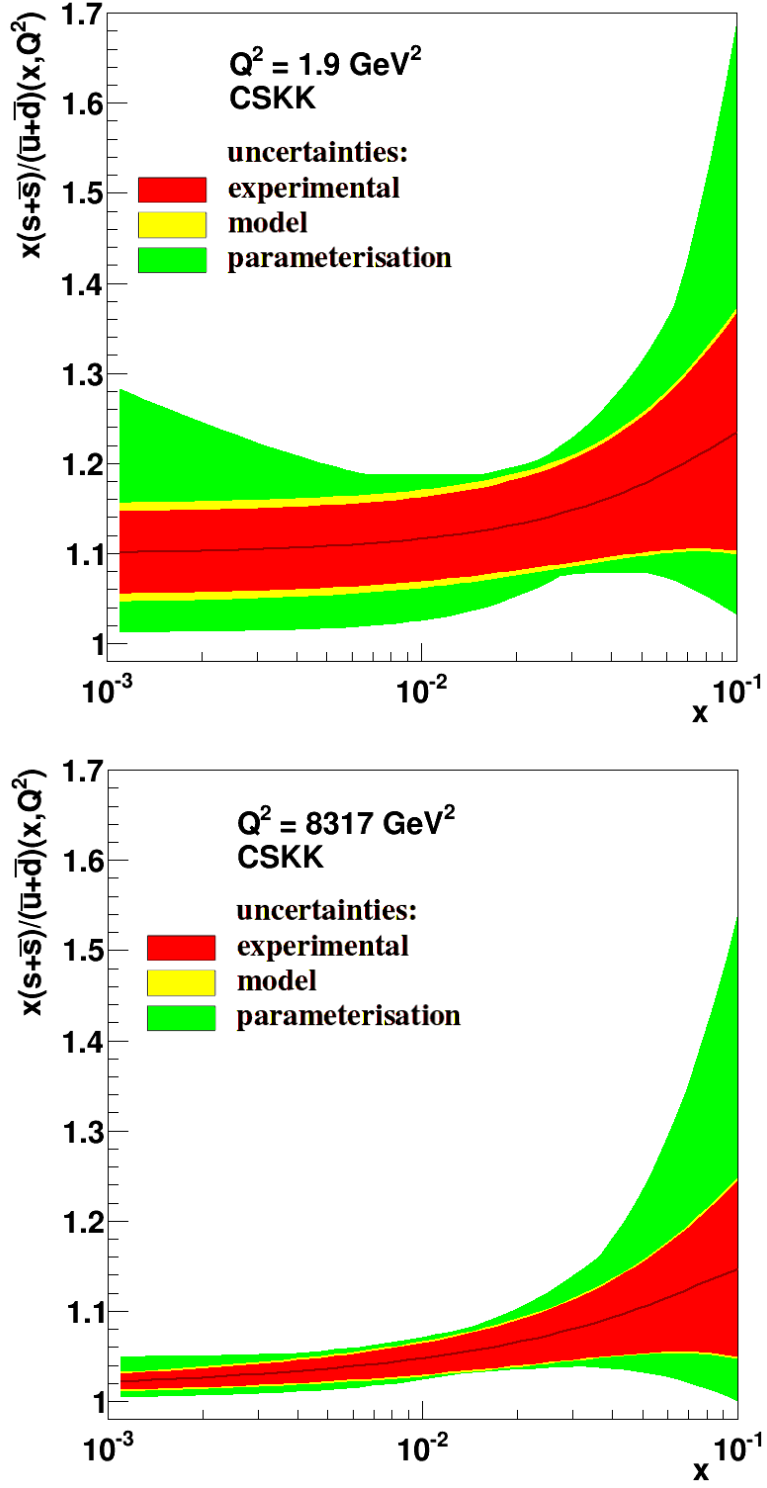 1.7
Q² = 1.9 GeV²
CSKK
1.6
uncertainties:
1.5
experimental
model
1.4
parameterisation
1.3
1.2
1.1
1
x(s+s̅)/(u̅+d̅)(x,Q²)
10⁻³
10⁻²
10⁻¹
x
1.7
Q² = 8317 GeV²
CSKK
1.6
uncertainties:
1.5
experimental
model
1.4
parameterisation
1.3
1.2
1.1
1
x(s+s̅)/(u̅+d̅)(x,Q²)
10⁻³
10⁻²
10⁻¹
x